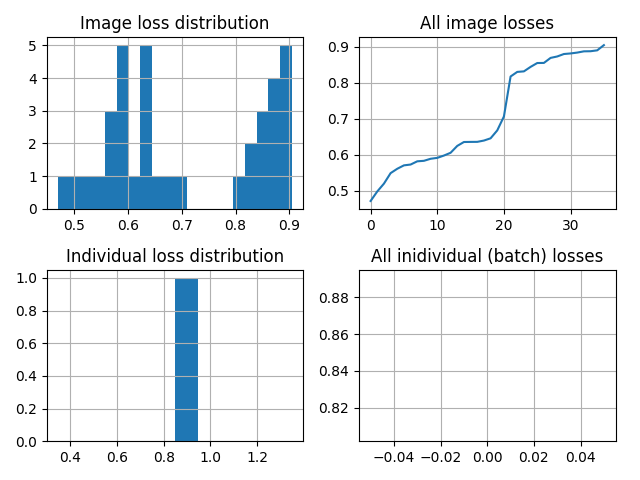 Image loss distribution
5
4
3
2
1
0
0.5 0.6 0.7 0.8 0.9
All image losses
0.9
0.8
0.7
0.6
0.5
0 10 20 30
Individual loss distribution
1.0
0.8
0.6
0.4
0.2
0.0
0.4 0.6 0.8 1.0 1.2
All inidividual (batch) losses
0.88
0.86
0.84
0.82
−0.04 −0.02 0.00 0.02 0.04